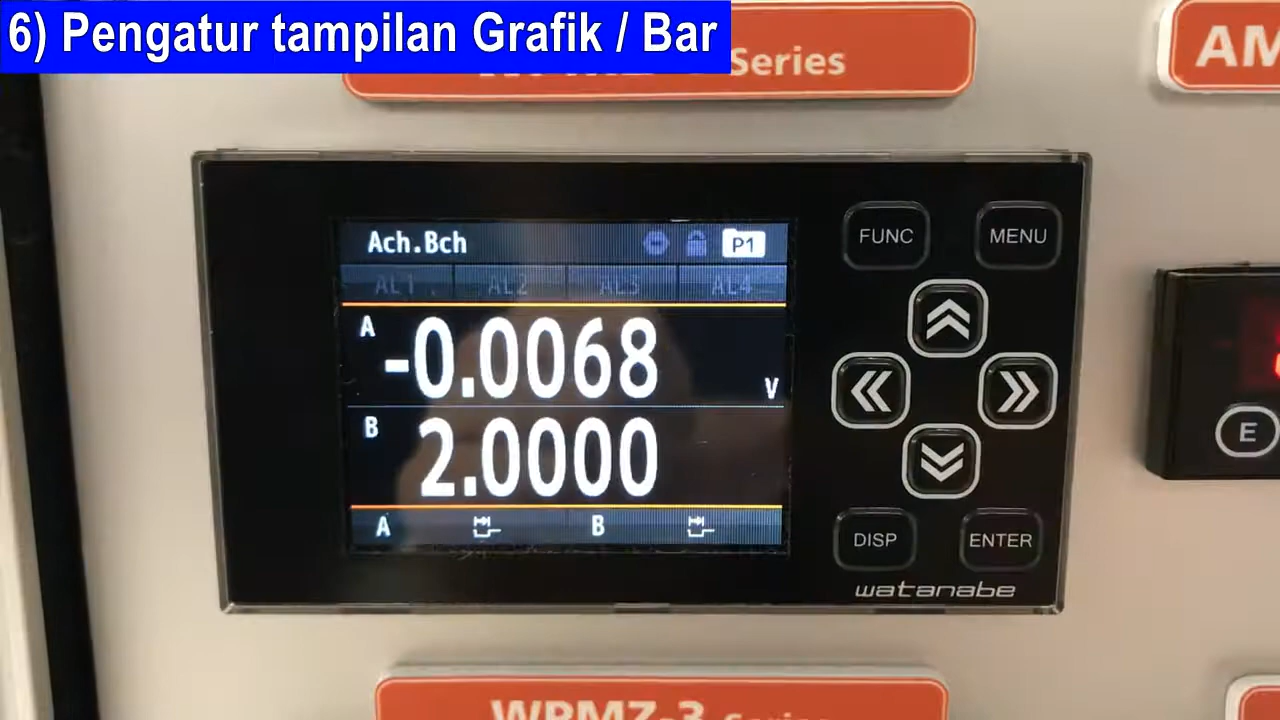 6) Pengatur tampilan Grafik / Bar
Series
AM
Ach.Bch
P1
AL1
AL2
AL3
AL4
A
-0.0068
V
B
2.0000
A
B
FUNC
MENU
DISP
ENTER
watanabe
E
WPMZ-3 Series